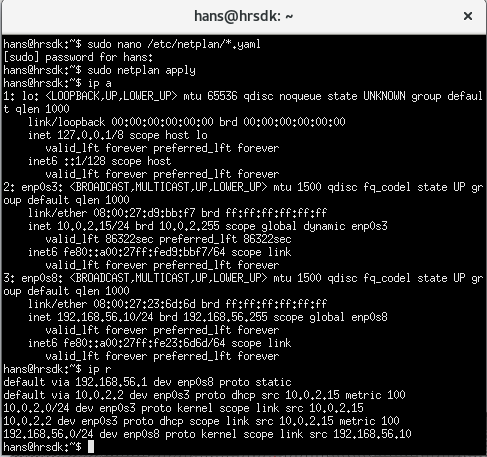 hans@hrsdk: ~
hans@hrsdk:~$ sudo nano /etc/netplan/*.yaml
[sudo] password for hans:
hans@hrsdk:~$ sudo netplan apply
hans@hrsdk:~$ ip a
1: lo: <LOOPBACK,UP,LOWER_UP> mtu 65536 qdisc noqueue state UNKNOWN group defaul
t qlen 1000
    link/loopback 00:00:00:00:00:00 brd 00:00:00:00:00:00
    inet 127.0.0.1/8 scope host lo
       valid_lft forever preferred_lft forever
    inet6 ::1/128 scope host
       valid_lft forever preferred_lft forever
2: enp0s3: <BROADCAST,MULTICAST,UP,LOWER_UP> mtu 1500 qdisc fq_codel state UP gr
oup default qlen 1000
    link/ether 08:00:27:d9:bb:f7 brd ff:ff:ff:ff:ff:ff
    inet 10.0.2.15/24 brd 10.0.2.255 scope global dynamic enp0s3
       valid_lft 86322sec preferred_lft 86322sec
    inet6 fe80::a00:27ff:fed9:bbf7/64 scope link
       valid_lft forever preferred_lft forever
3: enp0s8: <BROADCAST,MULTICAST,UP,LOWER_UP> mtu 1500 qdisc fq_codel state UP gr
oup default qlen 1000
    link/ether 08:00:27:23:6d:6d brd ff:ff:ff:ff:ff:ff
    inet 192.168.56.10/24 brd 192.168.56.255 scope global enp0s8
       valid_lft forever preferred_lft forever
    inet6 fe80::a00:27ff:fe23:6d6d/64 scope link
       valid_lft forever preferred_lft forever
hans@hrsdk:~$ ip r
default via 192.168.56.1 dev enp0s8 proto static
default via 10.0.2.2 dev enp0s3 proto dhcp src 10.0.2.15 metric 100
10.0.2.0/24 dev enp0s3 proto kernel scope link src 10.0.2.15
10.0.2.2 dev enp0s3 proto dhcp scope link src 10.0.2.15 metric 100
192.168.56.0/24 dev enp0s8 proto kernel scope link src 192.168.56.10
hans@hrsdk:~$